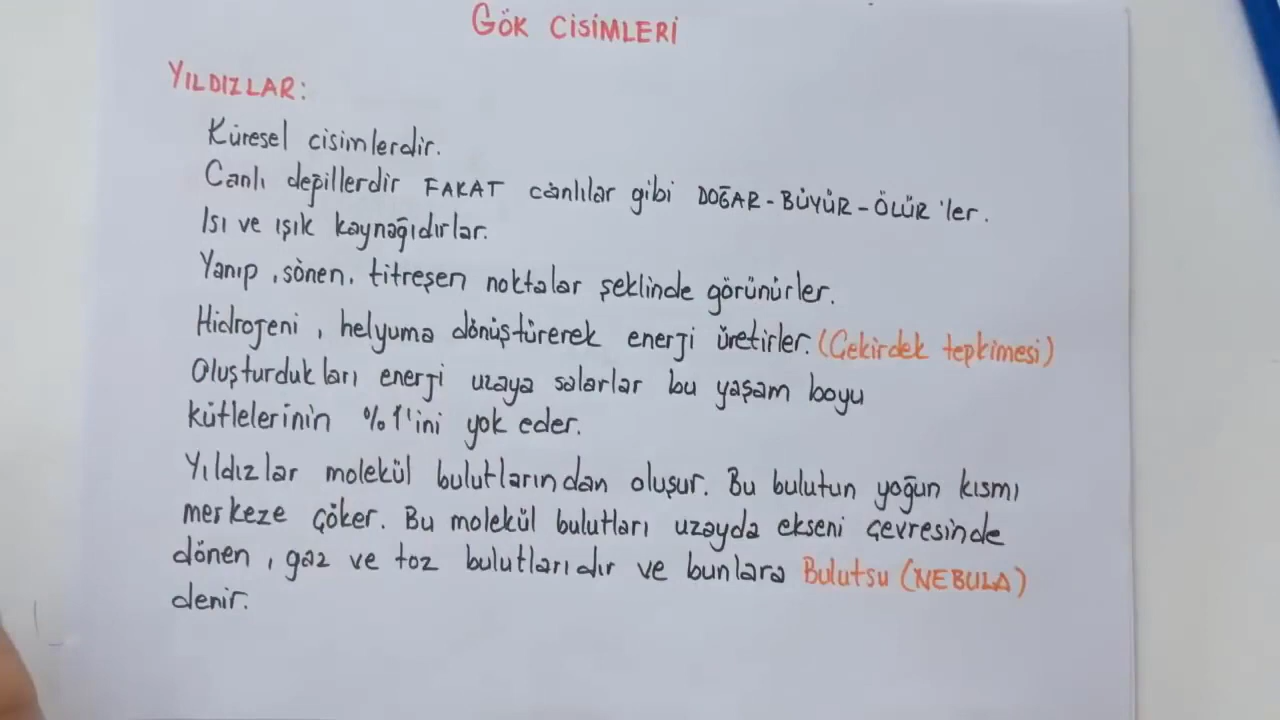 GÖK CİSİMLERİ
YILDIZLAR:
Küresel cisimlerdir.
Canlı değillerdir FAKAT canlılar gibi DOĞAR-BÜYÜR-ÖLÜR'ler.
Isı ve ışık kaynağıdırlar.
Yanıp, sönen, titreşen noktalar şeklinde görünürler.
Hidrojeni, helyuma dönüştürerek enerji üretirler. (Çekirdek tepkimesi)
Oluşturdukları enerji uzaya salarlar bu yaşam boyu
kütlelerinin %1'ini yok eder.
Yıldızlar molekül bulutlarından oluşur. Bu bulutun yoğun kısmı
merkeze çöker. Bu molekül bulutları uzayda ekseni çevresinde
dönen, gaz ve toz bulutlarıdır ve bunlara Bulutsu (NEBULA)
denir.